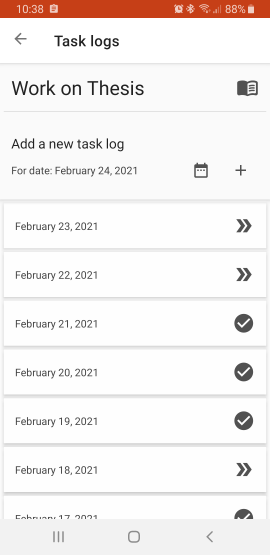 10:38 88%
Task logs
Work on Thesis
Add a new task log
For date: February 24, 2021
February 23, 2021
February 22, 2021
February 21, 2021
February 20, 2021
February 19, 2021
February 18, 2021
February 17, 2021